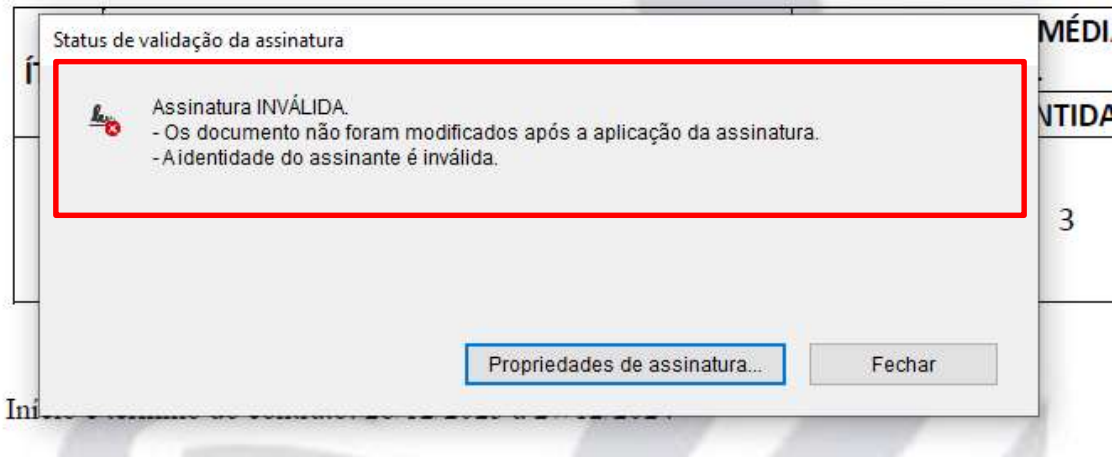 MÉDI
Status de validação da assinatura
Assinatura INVÁLIDA.
NTIDA
- Os documento não foram modificados após a aplicação da assinatura.
- A identidade do assinante é inválida.
3
Propriedades de assinatura...
Fechar